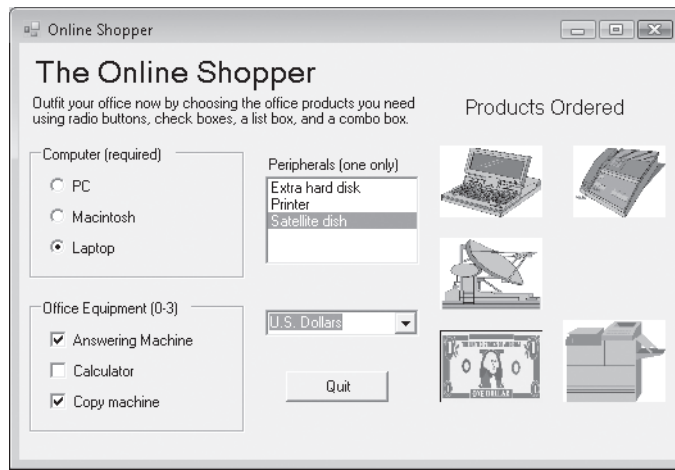 Online Shopper
The Online Shopper
Outfit your office now by choosing the office products you need
using radio buttons, check boxes, a list box, and a combo box.
Products Ordered
Computer (required)
PC
Macintosh
Laptop
Peripherals (one only)
Extra hard disk
Printer
Satellite dish
Office Equipment (0-3)
Answering Machine
Calculator
Copy machine
U.S. Dollars
Quit
ONE DOLLAR